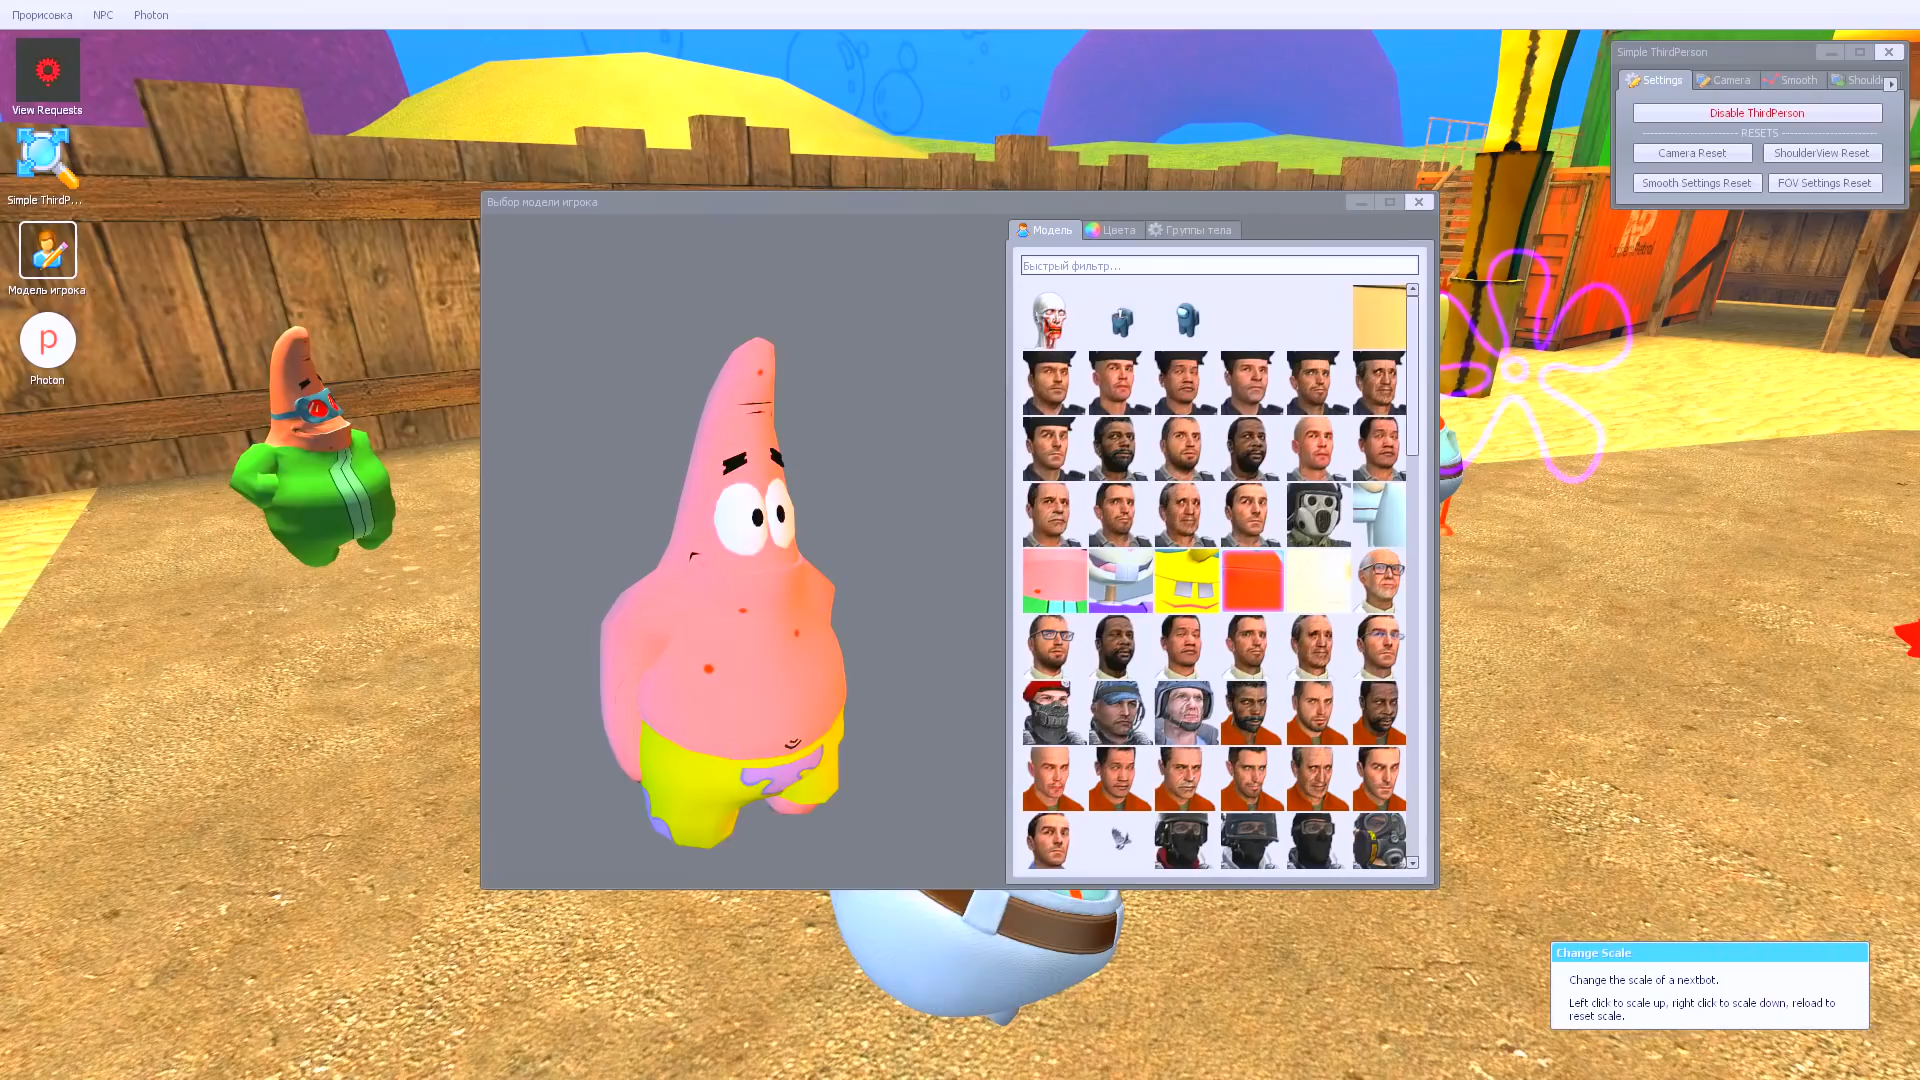 Прорисовка NPC Photon
View Requests
Simple ThirdP...
Модель игрока
p
Photon
Выбор модели игрока
Модель Цвета Группы тела
Быстрый фильтр...
Simple ThirdPerson
Settings Camera Smooth Should
Disable ThirdPerson
RESETS
Camera Reset ShoulderView Reset
Smooth Settings Reset FOV Settings Reset
Change Scale
Change the scale of a nextbot.
Left click to scale up, right click to scale down, reload to
reset scale.